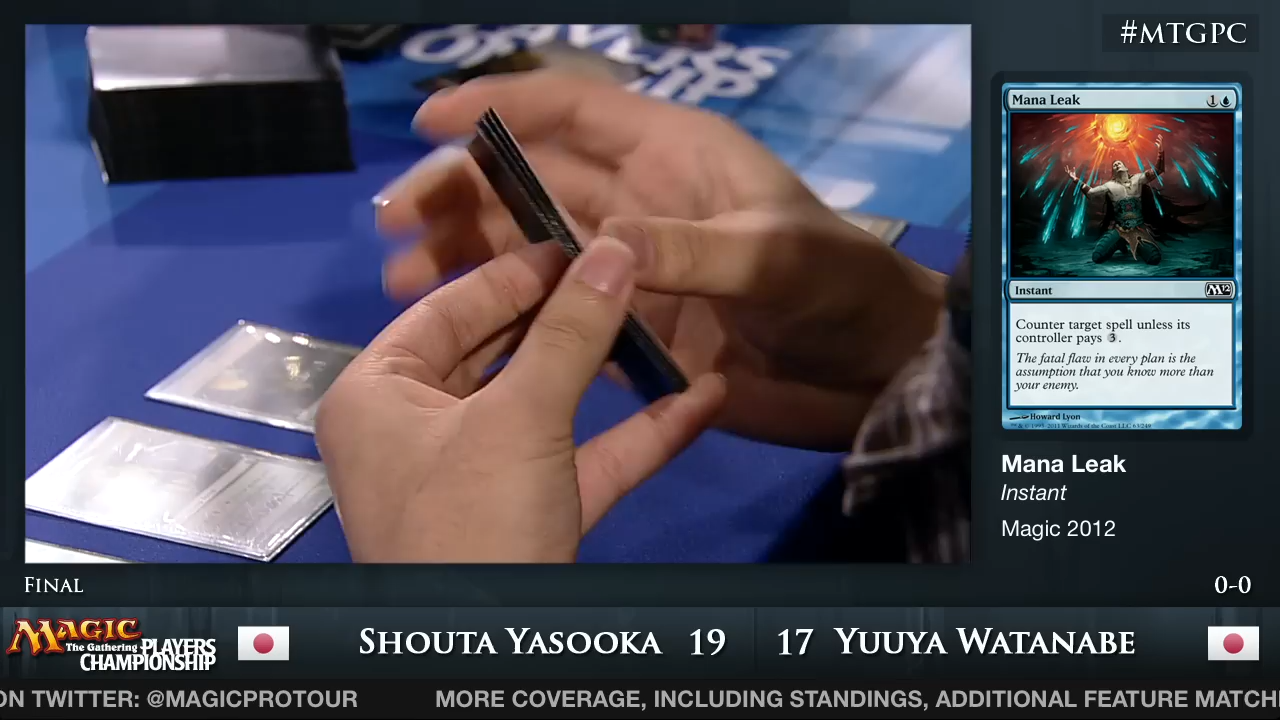 #MTGPC
Mana Leak 1
Instant M12
Counter target spell unless its
controller pays 3.
The fatal flaw in every plan is the
assumption that you know more than
your enemy.
Howard Lyon
Mana Leak
Instant
Magic 2012
FINAL
0-0
MAGIC
The Gathering
PLAYERS
CHAMPIONSHIP
SHOUTA YASOOKA 19
17 YUUYA WATANABE
ON TWITTER: @MAGICPROTOUR MORE COVERAGE, INCLUDING STANDINGS, ADDITIONAL FEATURE MATCH